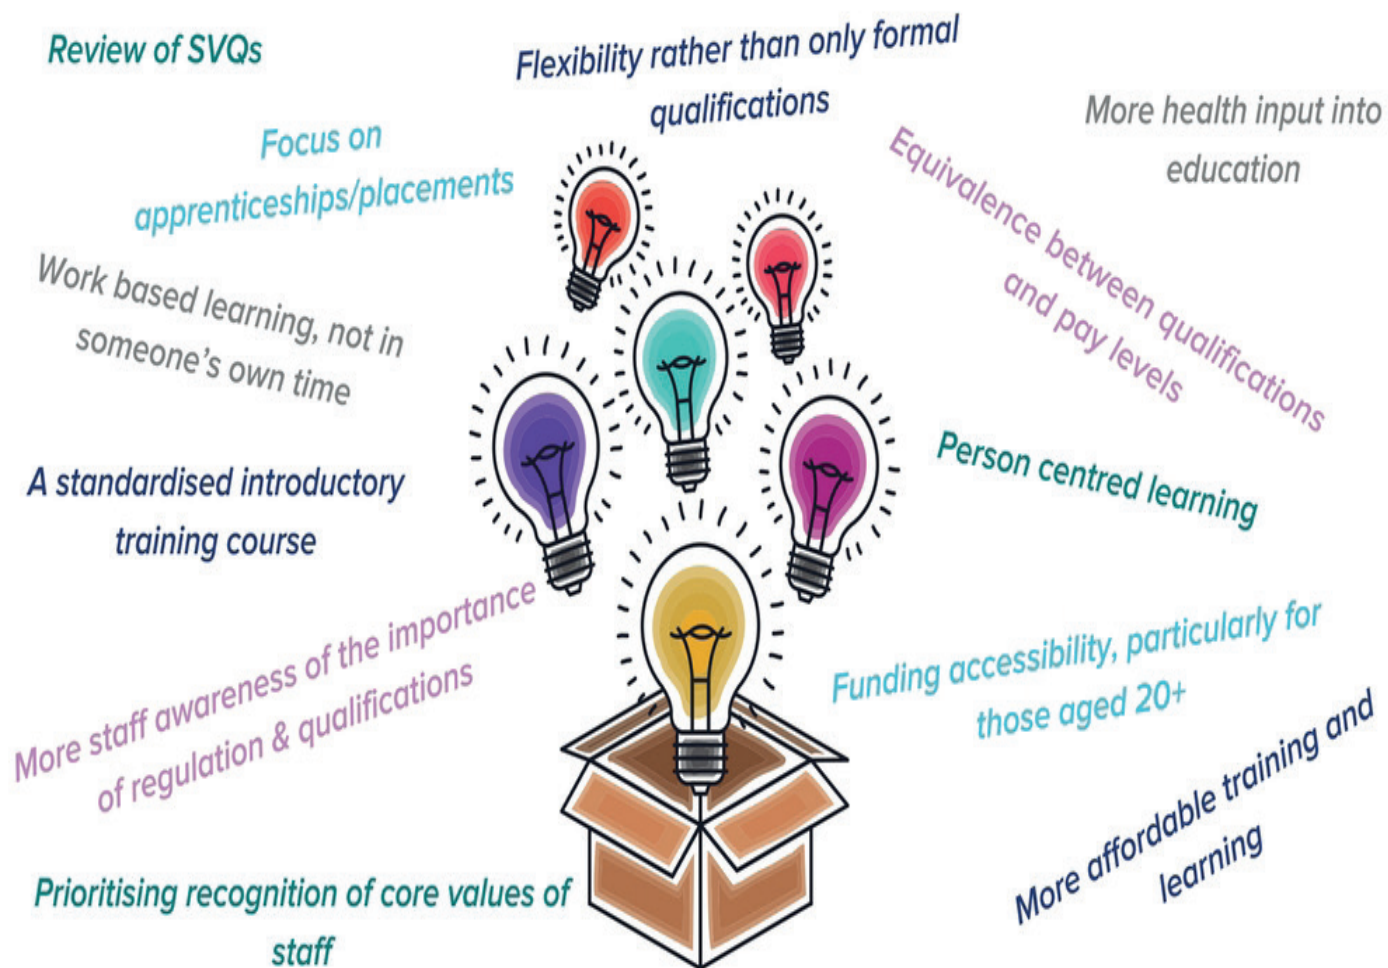 Review of SVQs
Flexibility rather than only formal
qualifications
More health input into
education
Focus on
apprenticeships/placements
Equivalence between qualifications
and pay levels
Work based learning, not in
someone's own time
Person centred learning
A standardised introductory
training course
More staff awareness of the importance
of regulation & qualifications
Funding accessibility, particularly for
those aged 20+
More affordable training and
learning
Prioritising recognition of core values of
staff